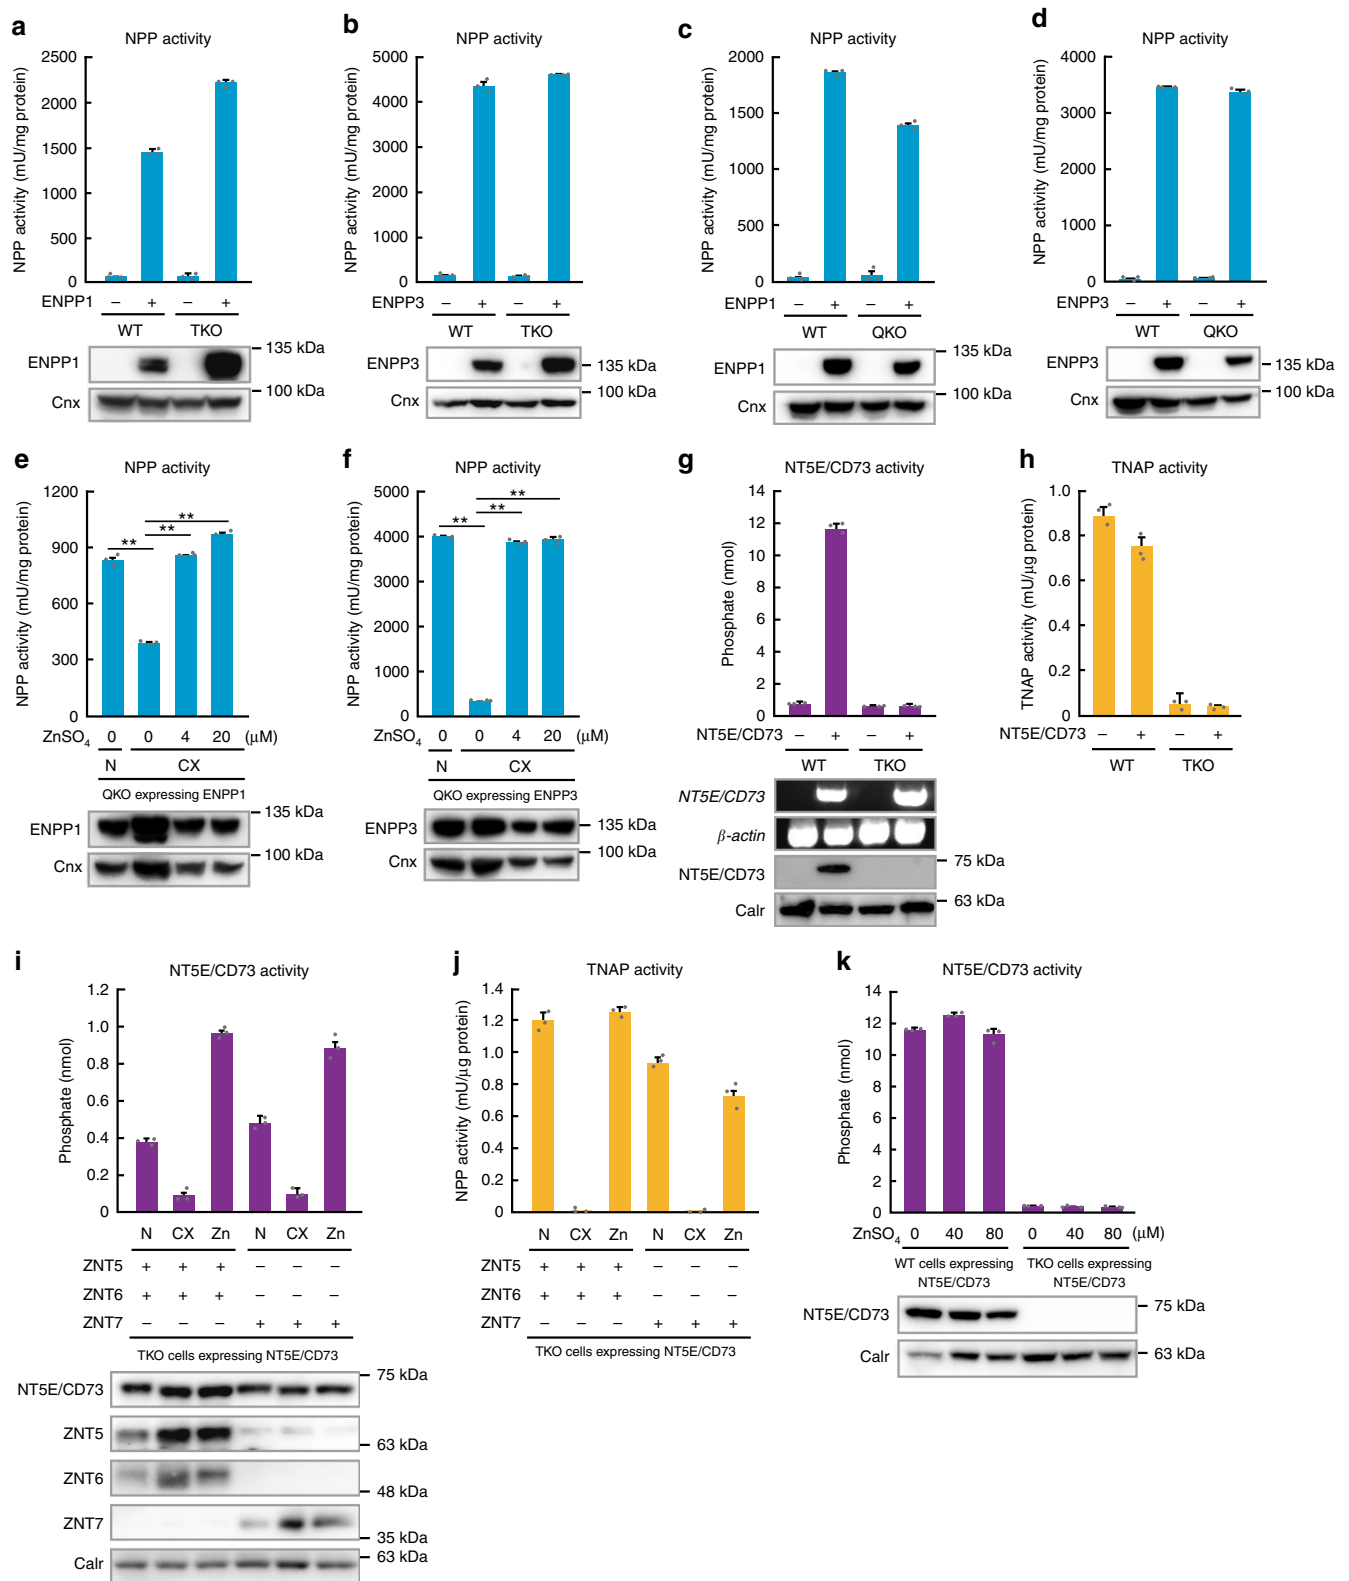 a
NPP activity
NPP activity (mU/mg protein)
2500
2000
1500
1000
500
0
ENPP1 – + – +
WT TKO
ENPP1
135 kDa
Cnx
100 kDa
b
NPP activity
NPP activity (mU/mg protein)
5000
4000
3000
2000
1000
0
ENPP3 – + – +
WT TKO
ENPP3
135 kDa
Cnx
100 kDa
c
NPP activity
NPP activity (mU/mg protein)
2000
1500
1000
500
0
ENPP1 – + – +
WT QKO
ENPP1
135 kDa
Cnx
100 kDa
d
NPP activity
NPP activity (mU/mg protein)
4000
3000
2000
1000
0
ENPP3 – + – +
WT QKO
ENPP3
135 kDa
Cnx
100 kDa
e
NPP activity
NPP activity (mU/mg protein)
1200
900
600
300
0
**
**
**
ZnSO4 0 0 4 20 (μM)
N CX
QKO expressing ENPP1
ENPP1
135 kDa
Cnx
100 kDa
f
NPP activity
NPP activity (mU/mg protein)
5000
4000
3000
2000
1000
0
**
**
**
ZnSO4 0 0 4 20 (μM)
N CX
QKO expressing ENPP3
ENPP3
135 kDa
Cnx
100 kDa
g
NT5E/CD73 activity
Phosphate (nmol)
14
12
10
8
6
4
2
0
NT5E/CD73 – + – +
WT TKO
NT5E/CD73
β-actin
NT5E/CD73
75 kDa
Calr
63 kDa
h
TNAP activity
TNAP activity (mU/μg protein)
1.0
0.8
0.6
0.4
0.2
0
NT5E/CD73 – + – +
WT TKO
i
NT5E/CD73 activity
Phosphate (nmol)
1.2
1.0
0.8
0.6
0.4
0.2
0
N CX Zn N CX Zn
ZNT5 + + + – – –
ZNT6 + + + – – –
ZNT7 – – – + + +
TKO cells expressing NT5E/CD73
NT5E/CD73
75 kDa
ZNT5
63 kDa
ZNT6
48 kDa
ZNT7
35 kDa
Calr
63 kDa
j
TNAP activity
NPP activity (mU/μg protein)
1.4
1.2
1.0
0.8
0.6
0.4
0.2
0
N CX Zn N CX Zn
ZNT5 + + + – – –
ZNT6 + + + – – –
ZNT7 – – – + + +
TKO cells expressing NT5E/CD73
k
NT5E/CD73 activity
Phosphate (nmol)
14
12
10
8
6
4
2
0
ZnSO4 0 40 80 0 40 80 (μM)
WT cells expressing NT5E/CD73
TKO cells expressing NT5E/CD73
NT5E/CD73
75 kDa
Calr
63 kDa